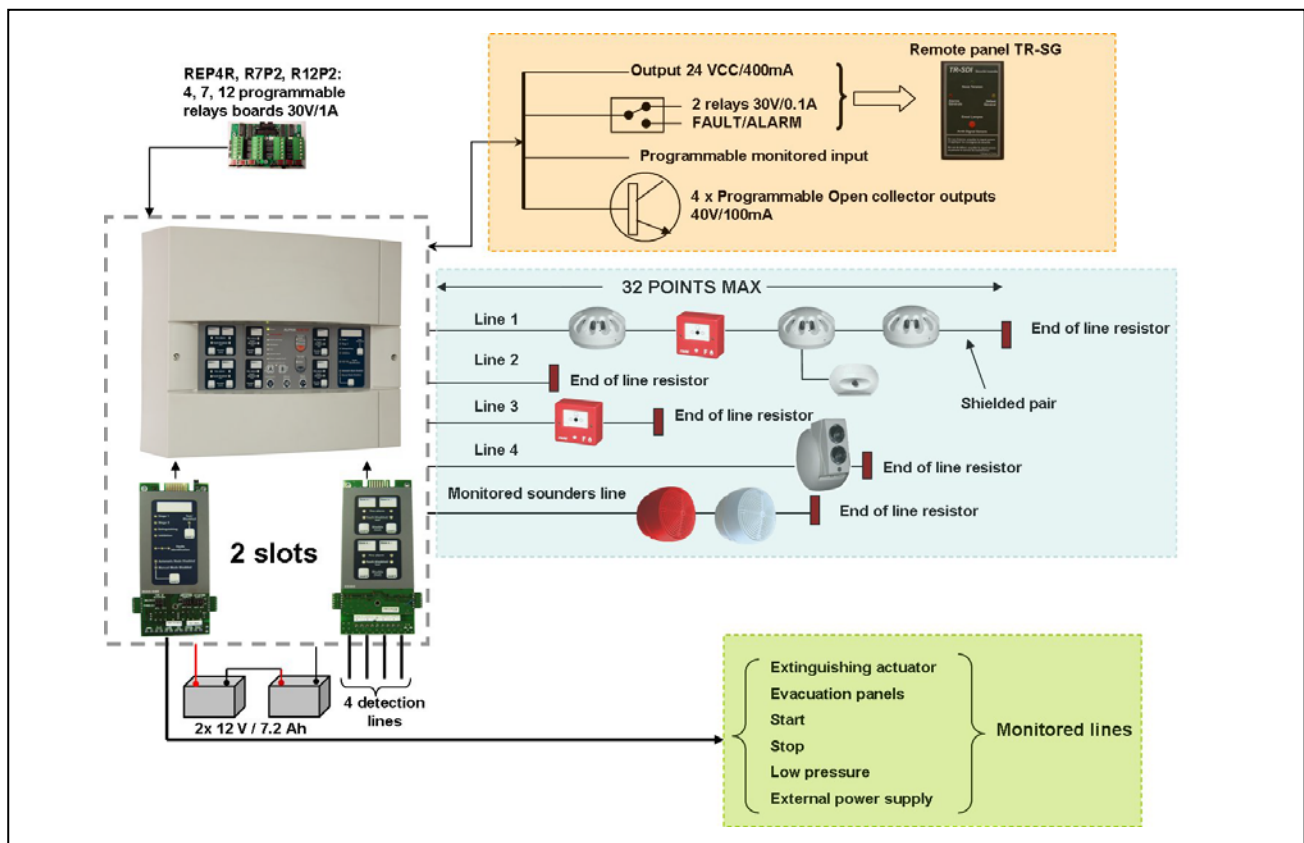 REP4R, R7P2, R12P2:
4, 7, 12 programmable
relays boards 30V/1A
Remote panel TR-SG
Output 24 VCC/400mA
2 relays 30V/0.1A
FAULT/ALARM
Programmable monitored input
4 x Programmable Open collector outputs
40V/100mA
32 POINTS MAX
Line 1
End of line resistor
Line 2
End of line resistor
Shielded pair
Line 3
End of line resistor
Line 4
End of line resistor
Monitored sounders line
End of line resistor
2 slots
4 detection
lines
2x 12 V / 7.2 Ah
Extinguishing actuator
Evacuation panels
Start
Stop
Low pressure
External power supply
Monitored lines